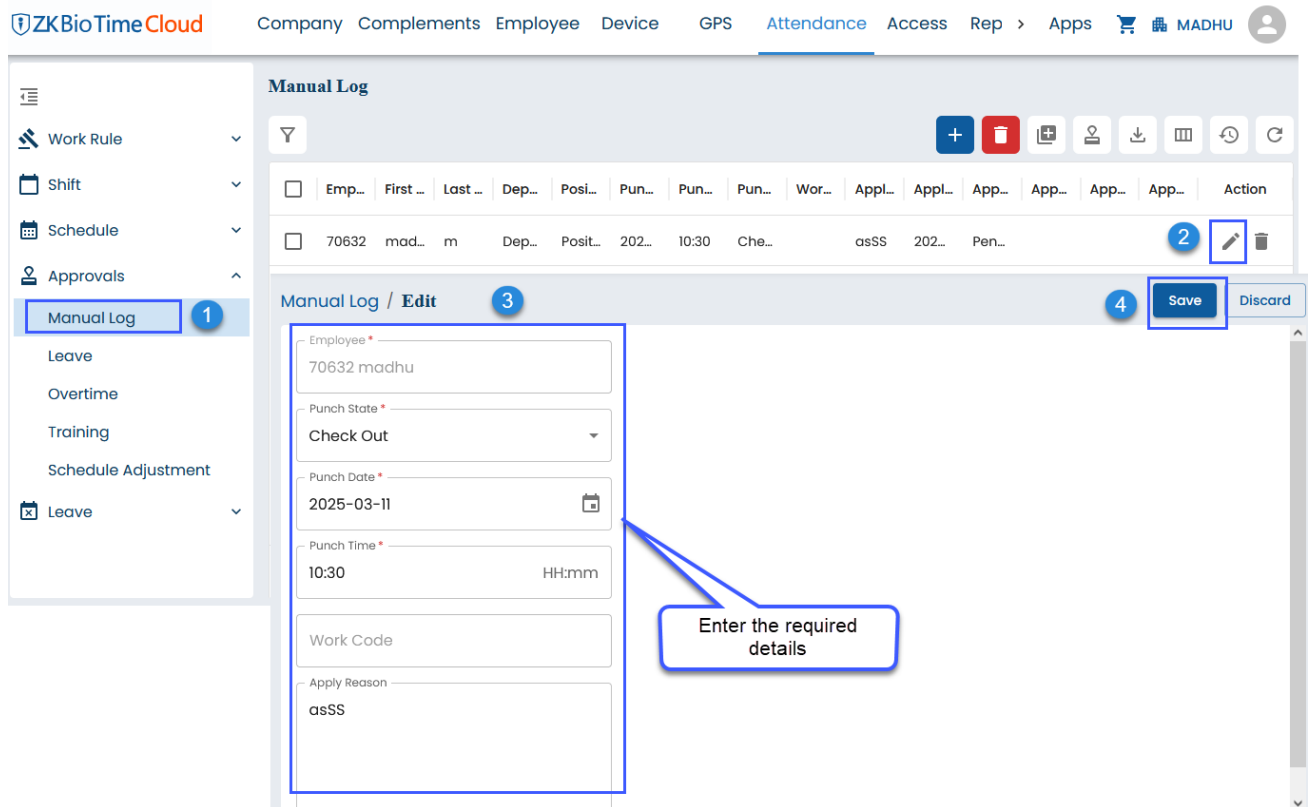 ZKBioTime Cloud
Company Complements Employee Device GPS Attendance Access Rep > Apps MADHU
Manual Log
Work Rule
Shift
Schedule
Approvals
Manual Log 1
Leave
Overtime
Training
Schedule Adjustment
Leave
Emp... First ... Last ... Dep... Posi... Pun... Pun... Pun... Wor... Appl... Appl... App... App... App... App... Action
70632 mad... m Dep... Posit... 202... 10:30 Che... asSS 202... Pen... 2
Manual Log / Edit 3 4 Save Discard
Employee *
70632 madhu
Punch State *
Check Out
Punch Date *
2025-03-11
Punch Time *
10:30 HH:mm
Work Code
Apply Reason
asSS
Enter the required
details